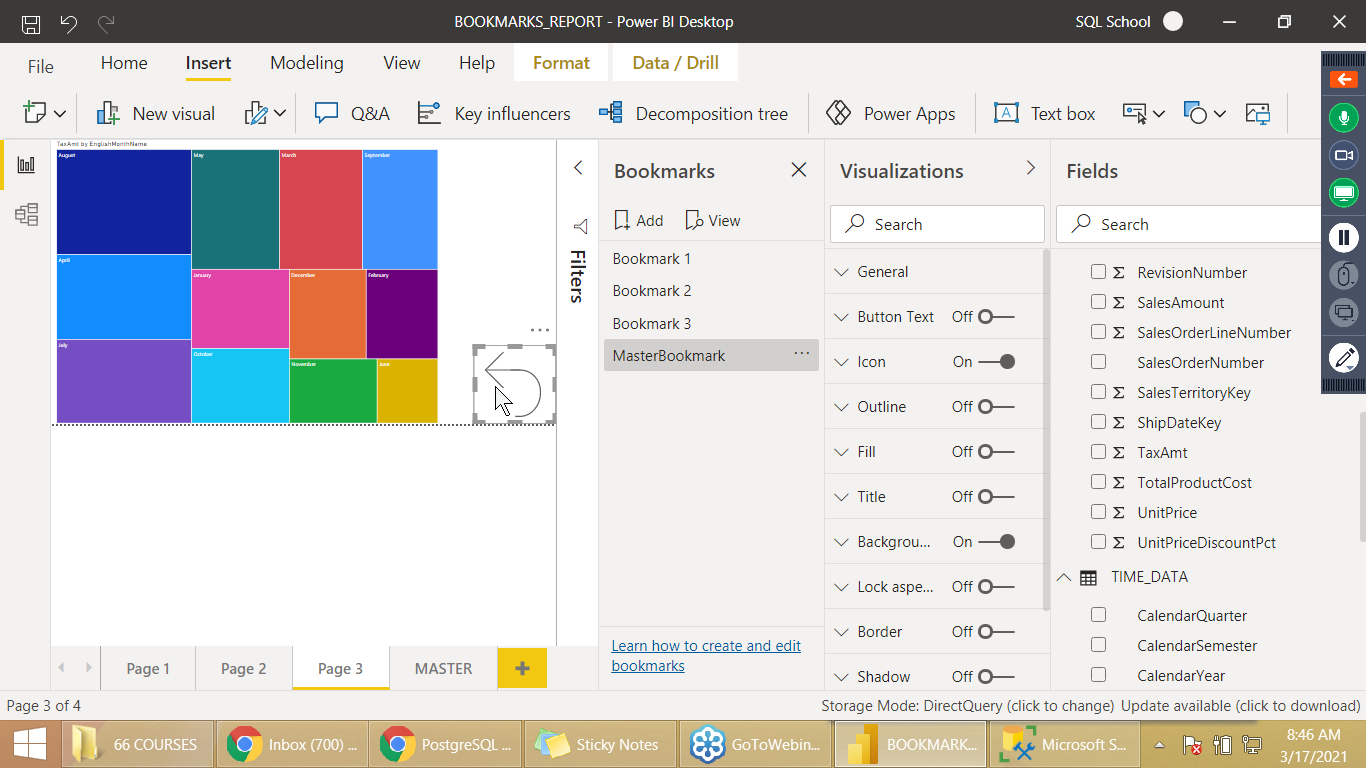 BOOKMARKS_REPORT - Power BI Desktop
SQL School
File
Home
Insert
Modeling
View
Help
Format
Data / Drill
New visual
Q&A
Key influencers
Decomposition tree
Power Apps
Text box
TaxAmt by EnglishMonthName
August
May
March
September
April
January
December
February
July
October
November
June
Filters
Bookmarks
Add
View
Bookmark 1
Bookmark 2
Bookmark 3
MasterBookmark
Learn how to create and edit
bookmarks
Visualizations
Search
General
Button Text Off
Icon On
Outline Off
Fill Off
Title Off
Backgrou... On
Lock aspe... Off
Border Off
Shadow Off
Fields
Search
RevisionNumber
SalesAmount
SalesOrderLineNumber
SalesOrderNumber
SalesTerritoryKey
ShipDateKey
TaxAmt
TotalProductCost
UnitPrice
UnitPriceDiscountPct
TIME_DATA
CalendarQuarter
CalendarSemester
CalendarYear
Page 1
Page 2
Page 3
MASTER
Page 3 of 4
Storage Mode: DirectQuery (click to change)
Update available (click to download)
66 COURSES
Inbox (700) ...
PostgreSQL ...
Sticky Notes
GoToWebin...
BOOKMARK...
Microsoft S...
8:46 AM
3/17/2021